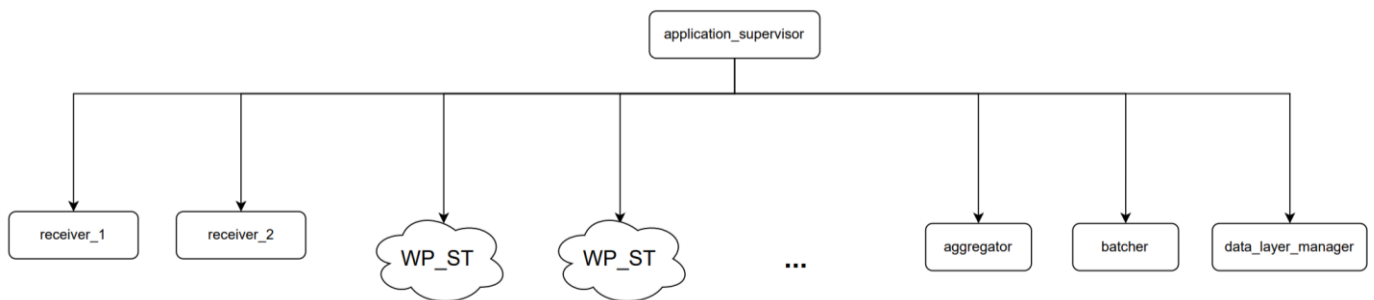 application_supervisor
receiver_1
receiver_2
WP_ST
WP_ST
...
aggregator
batcher
data_layer_manager